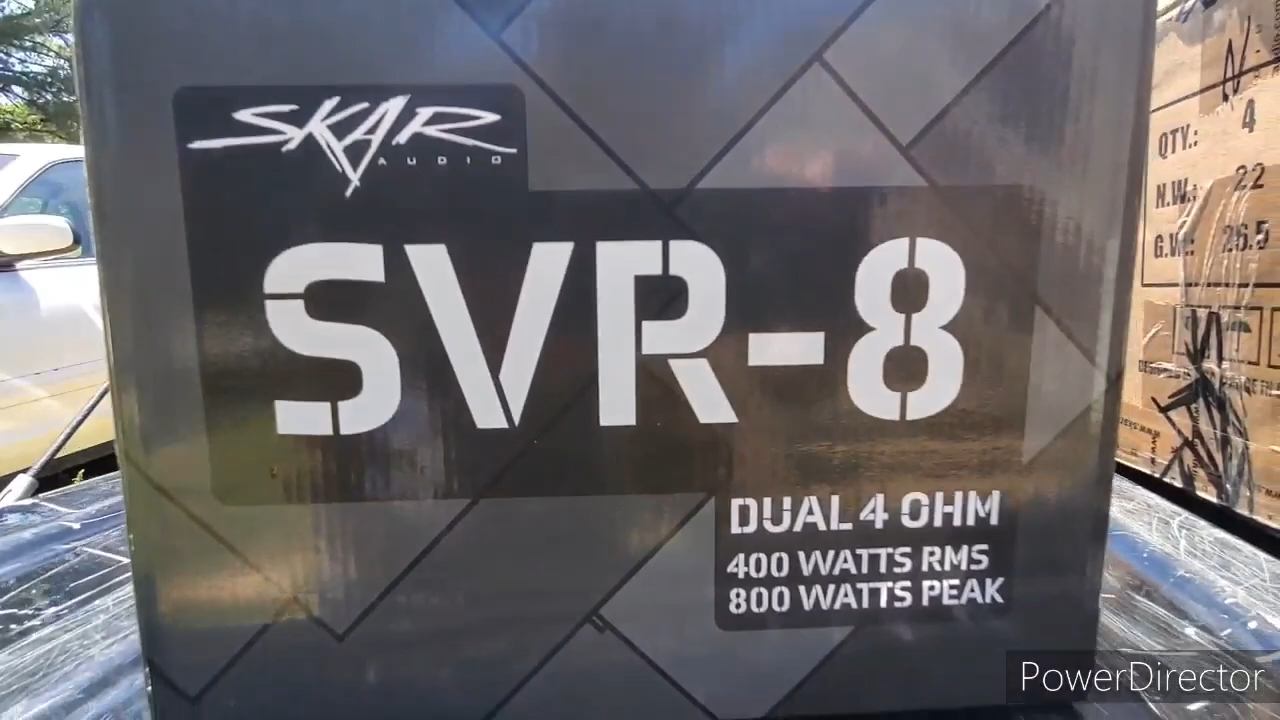 SKAR
AUDIO
SVR-8
DUAL 4 OHM
400 WATTS RMS
800 WATTS PEAK
QTY.: 4
N.W.: 22
G.W.: 26.5
PowerDirector